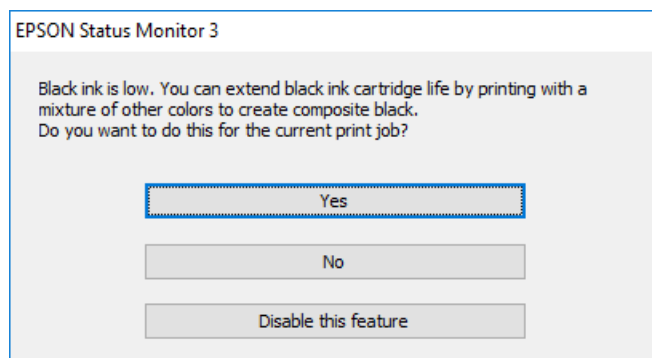 EPSON Status Monitor 3
Black ink is low. You can extend black ink cartridge life by printing with a
mixture of other colors to create composite black.
Do you want to do this for the current print job?
Yes
No
Disable this feature